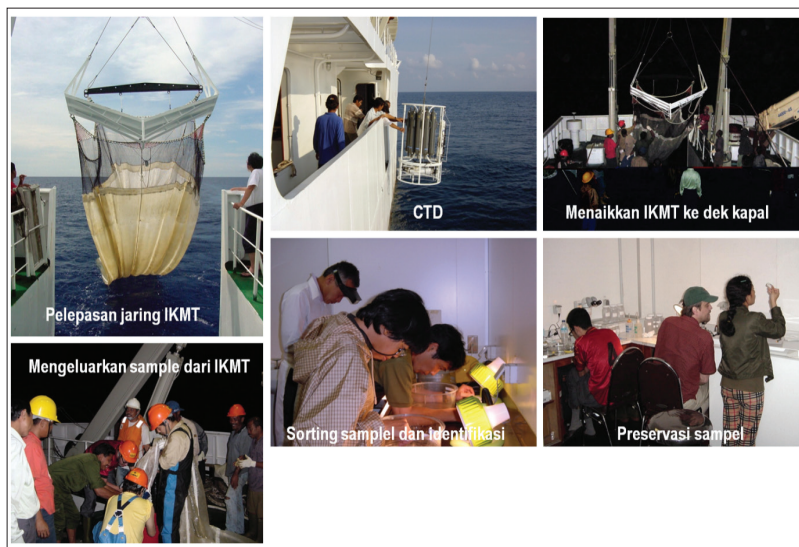 Pelepasan jaring IKMT
CTD
Menaikkan IKMT ke dek kapal
Mengeluarkan sample dari IKMT
Sorting samplel dan Identifikasi
Preservasi sampel